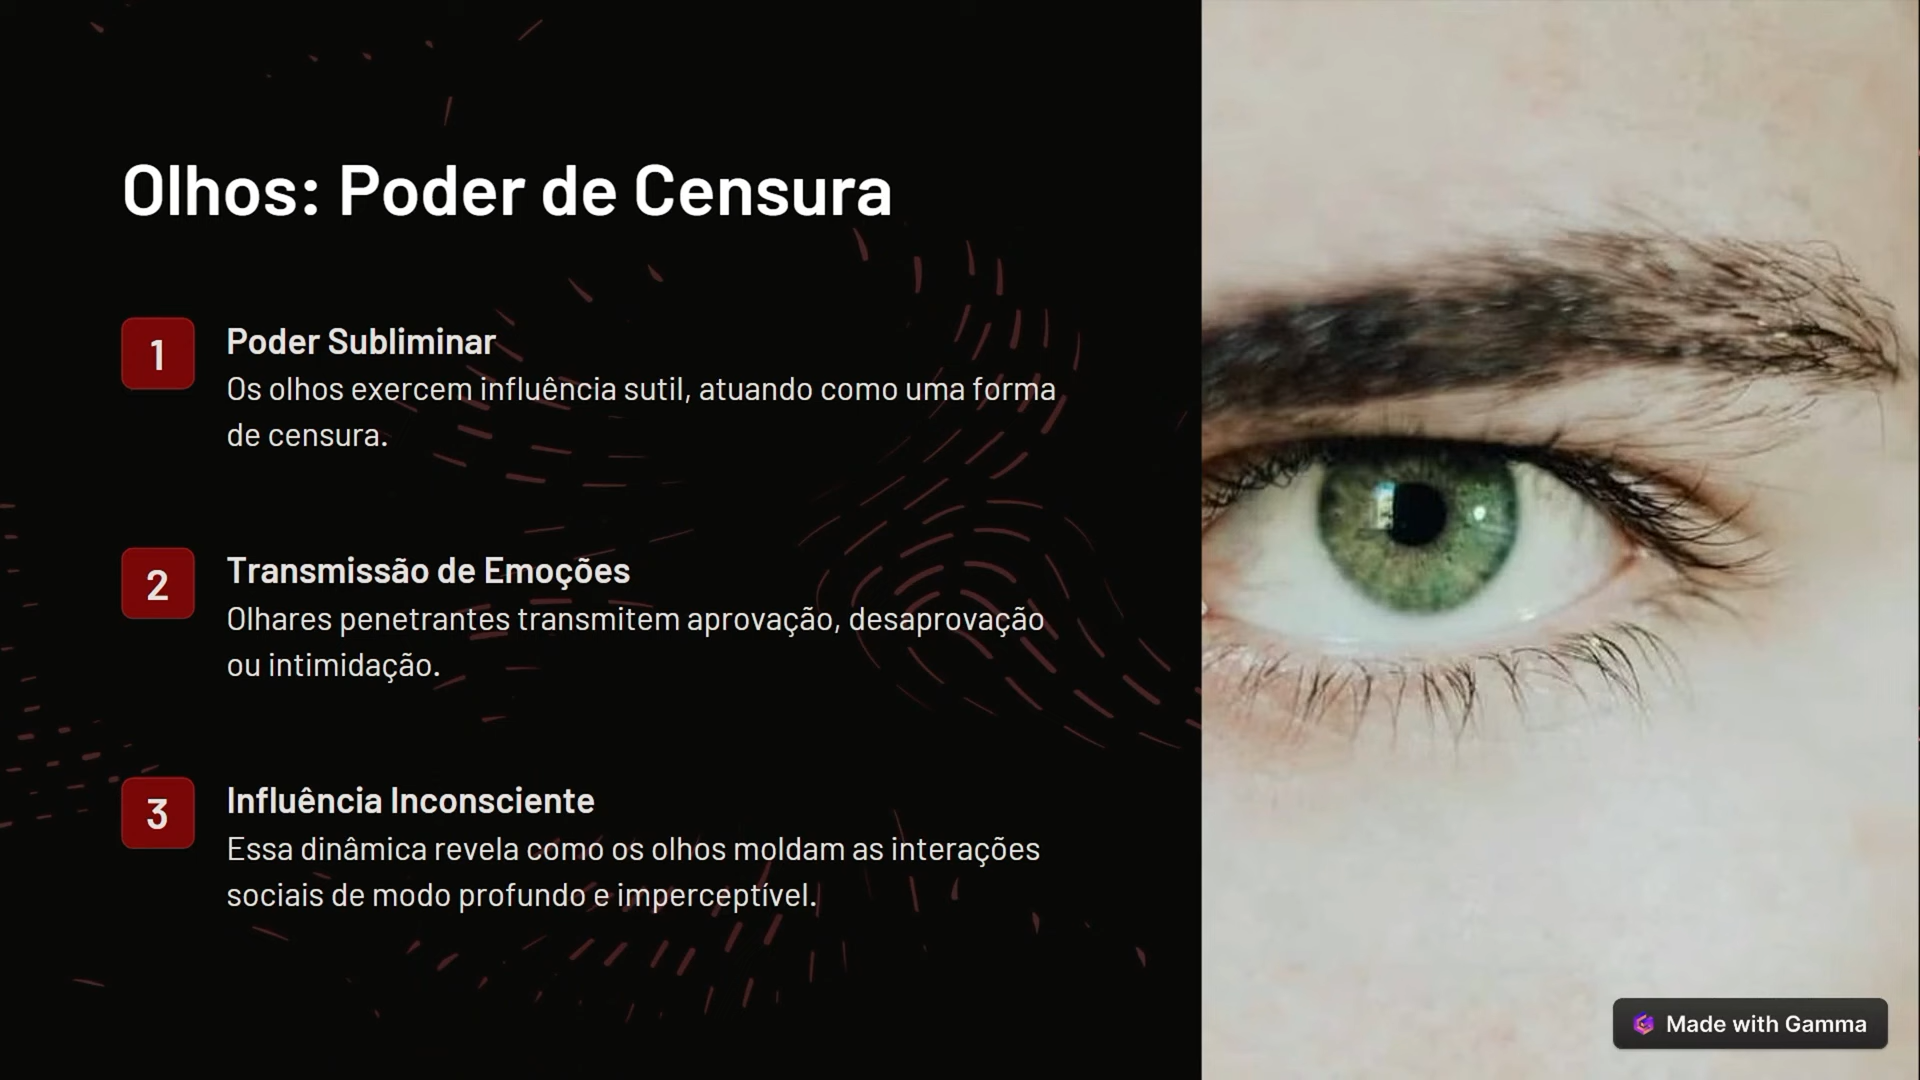 Olhos: Poder de Censura
1
Poder Subliminar
Os olhos exercem influência sutil, atuando como uma forma
de censura.
2
Transmissão de Emoções
Olhares penetrantes transmitem aprovação, desaprovação
ou intimidação.
3
Influência Inconsciente
Essa dinâmica revela como os olhos moldam as interações
sociais de modo profundo e imperceptível.
Made with Gamma